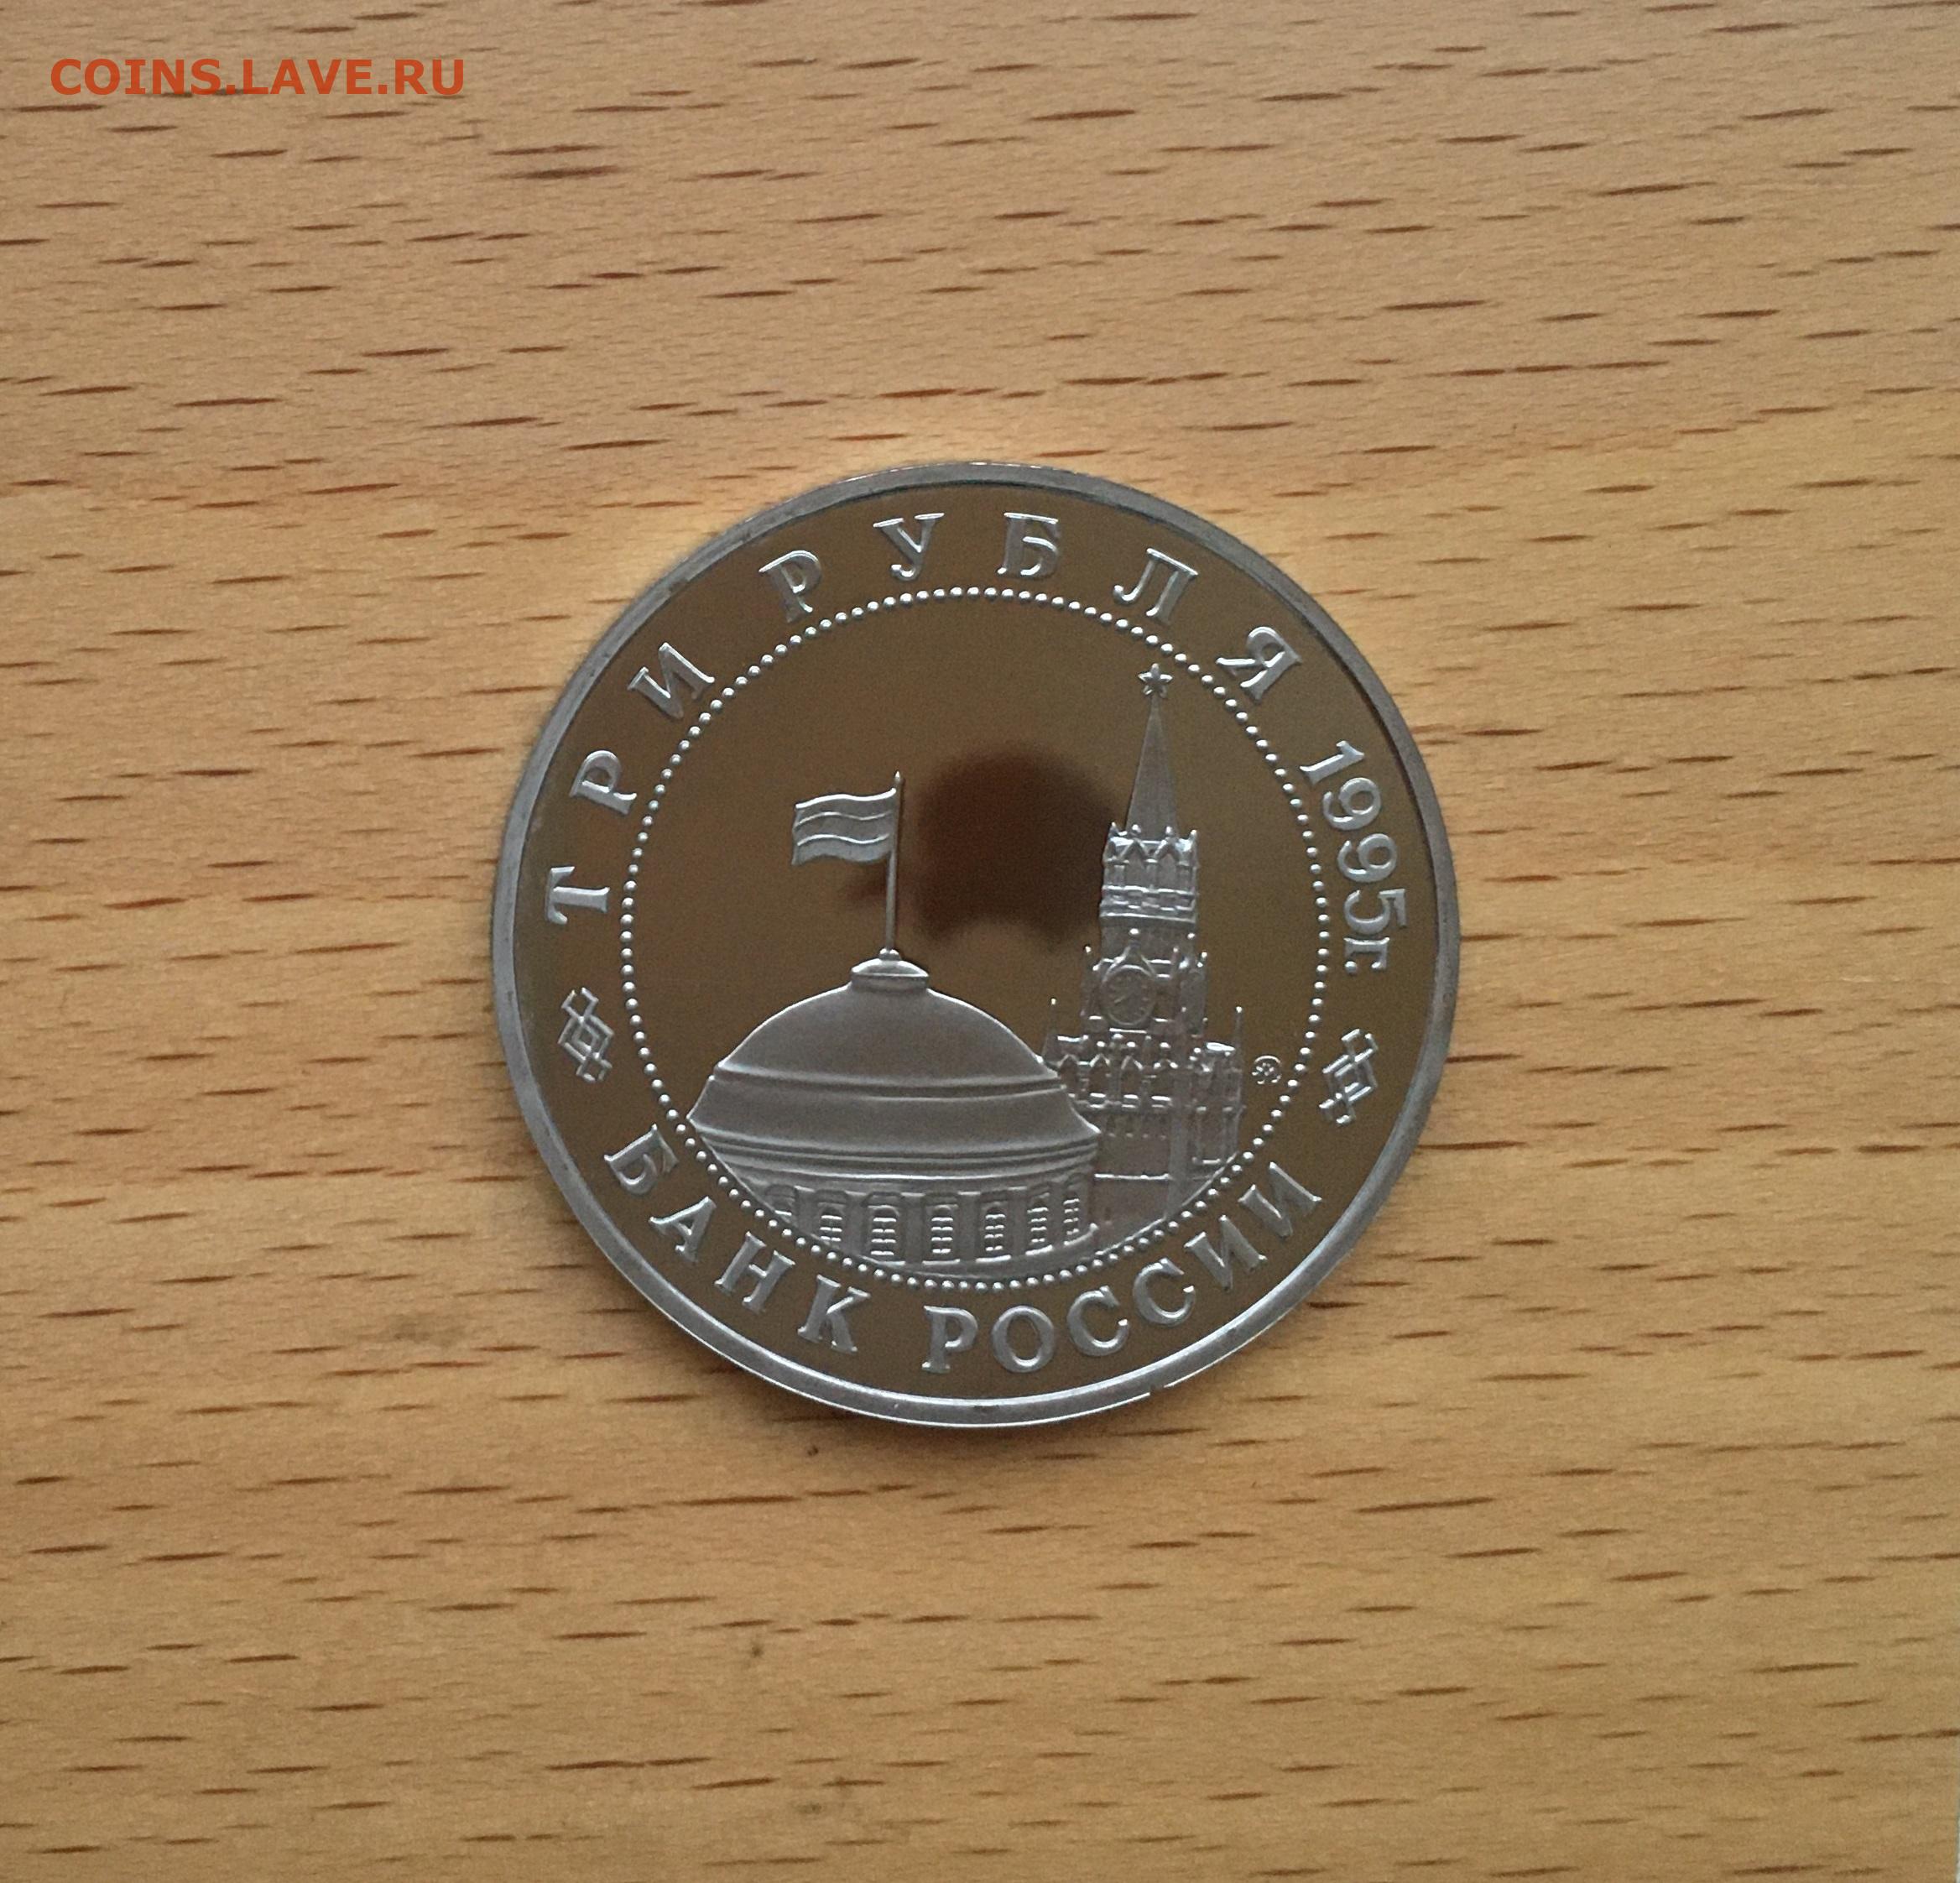 COINS.LAVE.RU
ТРИ РУБЛЯ 1995г.
БАНК РОССИИ